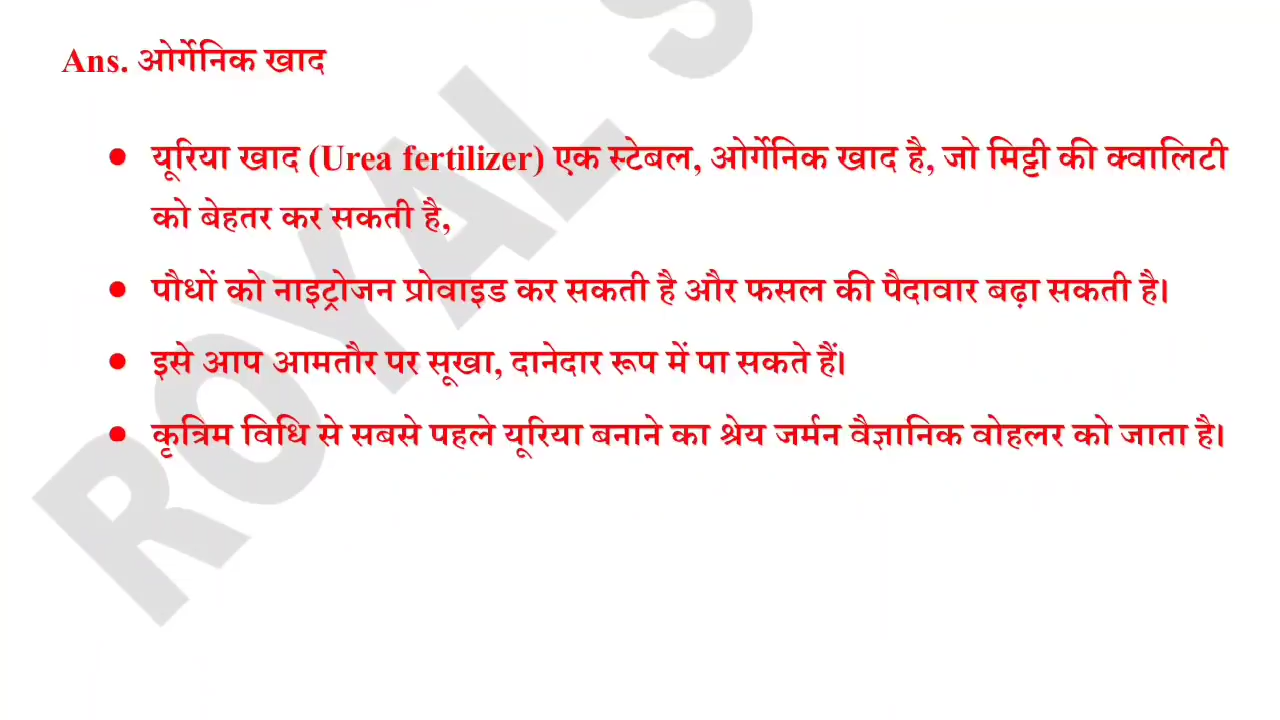 Ans. ओर्गेनिक खाद
• यूरिया खाद (Urea fertilizer) एक स्टेबल, ओर्गेनिक खाद है, जो मिट्टी की क्वालिटी
को बेहतर कर सकती है,
• पौधों को नाइट्रोजन प्रोवाइड कर सकती है और फसल की पैदावार बढ़ा सकती है।
• इसे आप आमतौर पर सूखा, दानेदार रूप में पा सकते हैं।
• कृत्रिम विधि से सबसे पहले यूरिया बनाने का श्रेय जर्मन वैज्ञानिक वोहलर को जाता है।
ROYAL S